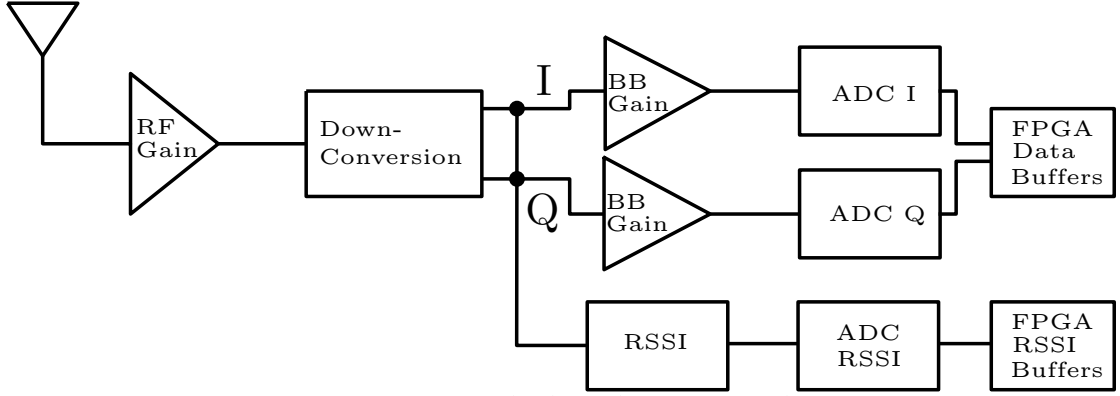 RF
Gain
Down-
Conversion
I
Q
BB
Gain
BB
Gain
ADC I
ADC Q
FPGA
Data
Buffers
RSSI
ADC
RSSI
FPGA
RSSI
Buffers